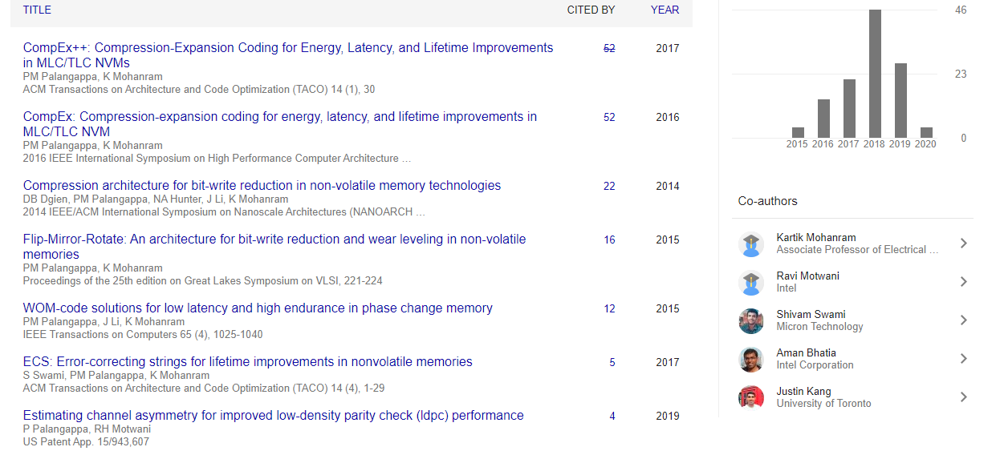 TITLE CITED BY YEAR
CompEx++: Compression-Expansion Coding for Energy, Latency, and Lifetime Improvements 52 2017
in MLC/TLC NVMs
PM Palangappa, K Mohanram
ACM Transactions on Architecture and Code Optimization (TACO) 14 (1), 30
CompEx: Compression-expansion coding for energy, latency, and lifetime improvements in 52 2016
MLC/TLC NVM
PM Palangappa, K Mohanram
2016 IEEE International Symposium on High Performance Computer Architecture …
Compression architecture for bit-write reduction in non-volatile memory technologies 22 2014
DB Dgien, PM Palangappa, NA Hunter, J Li, K Mohanram
2014 IEEE/ACM International Symposium on Nanoscale Architectures (NANOARCH …
Flip-Mirror-Rotate: An architecture for bit-write reduction and wear leveling in non-volatile 16 2015
memories
PM Palangappa, K Mohanram
Proceedings of the 25th edition on Great Lakes Symposium on VLSI, 221-224
WOM-code solutions for low latency and high endurance in phase change memory 12 2015
PM Palangappa, J Li, K Mohanram
IEEE Transactions on Computers 65 (4), 1025-1040
ECS: Error-correcting strings for lifetime improvements in nonvolatile memories 5 2017
S Swami, PM Palangappa, K Mohanram
ACM Transactions on Architecture and Code Optimization (TACO) 14 (4), 1-29
Estimating channel asymmetry for improved low-density parity check (ldpc) performance 4 2019
P Palangappa, RH Motwani
US Patent App. 15/943,607
46
23
0
2015 2016 2017 2018 2019 2020
Co-authors
Kartik Mohanram
Associate Professor of Electrical …
Ravi Motwani
Intel
Shivam Swami
Micron Technology
Aman Bhatia
Intel Corporation
Justin Kang
University of Toronto